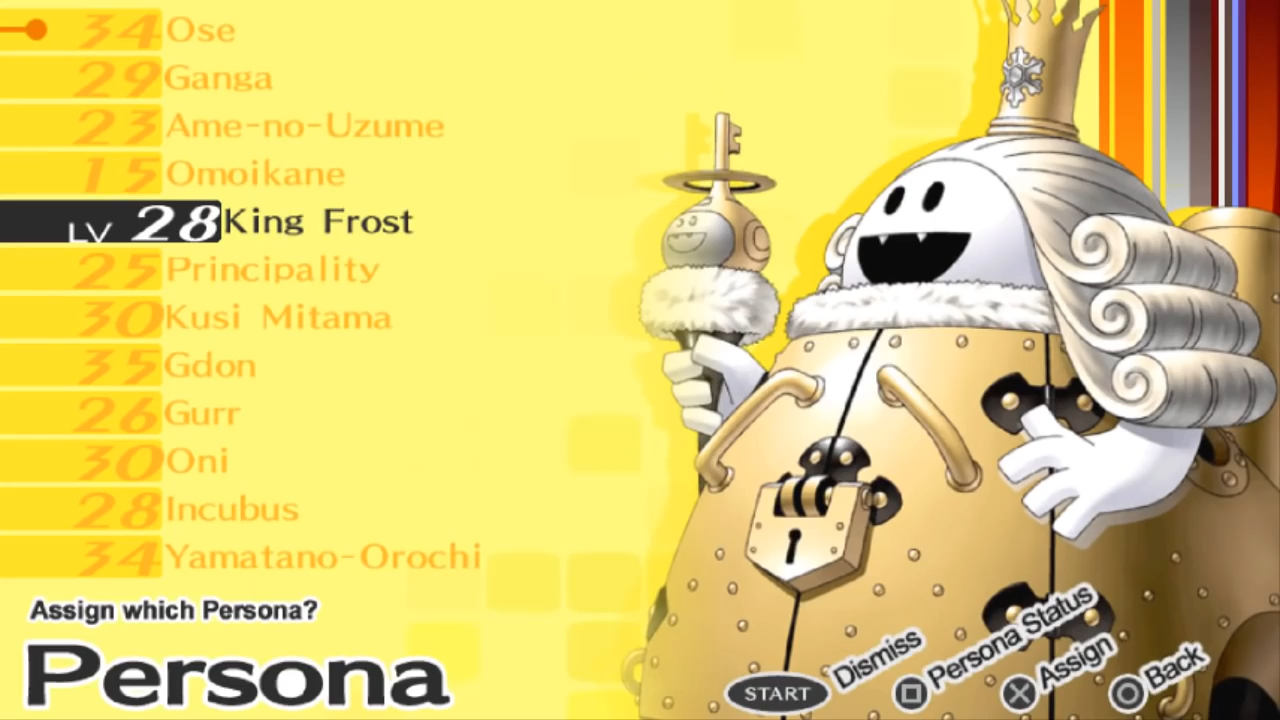 34 Ose
29 Ganga
23 Ame-no-Uzume
15 Omoikane
LV 28 King Frost
25 Principality
30 Kusi Mitama
35 Gdon
26 Gurr
30 Oni
28 Incubus
34 Yamatano-Orochi
Assign which Persona?
Persona
START Dismiss
Persona Status
Assign
Back